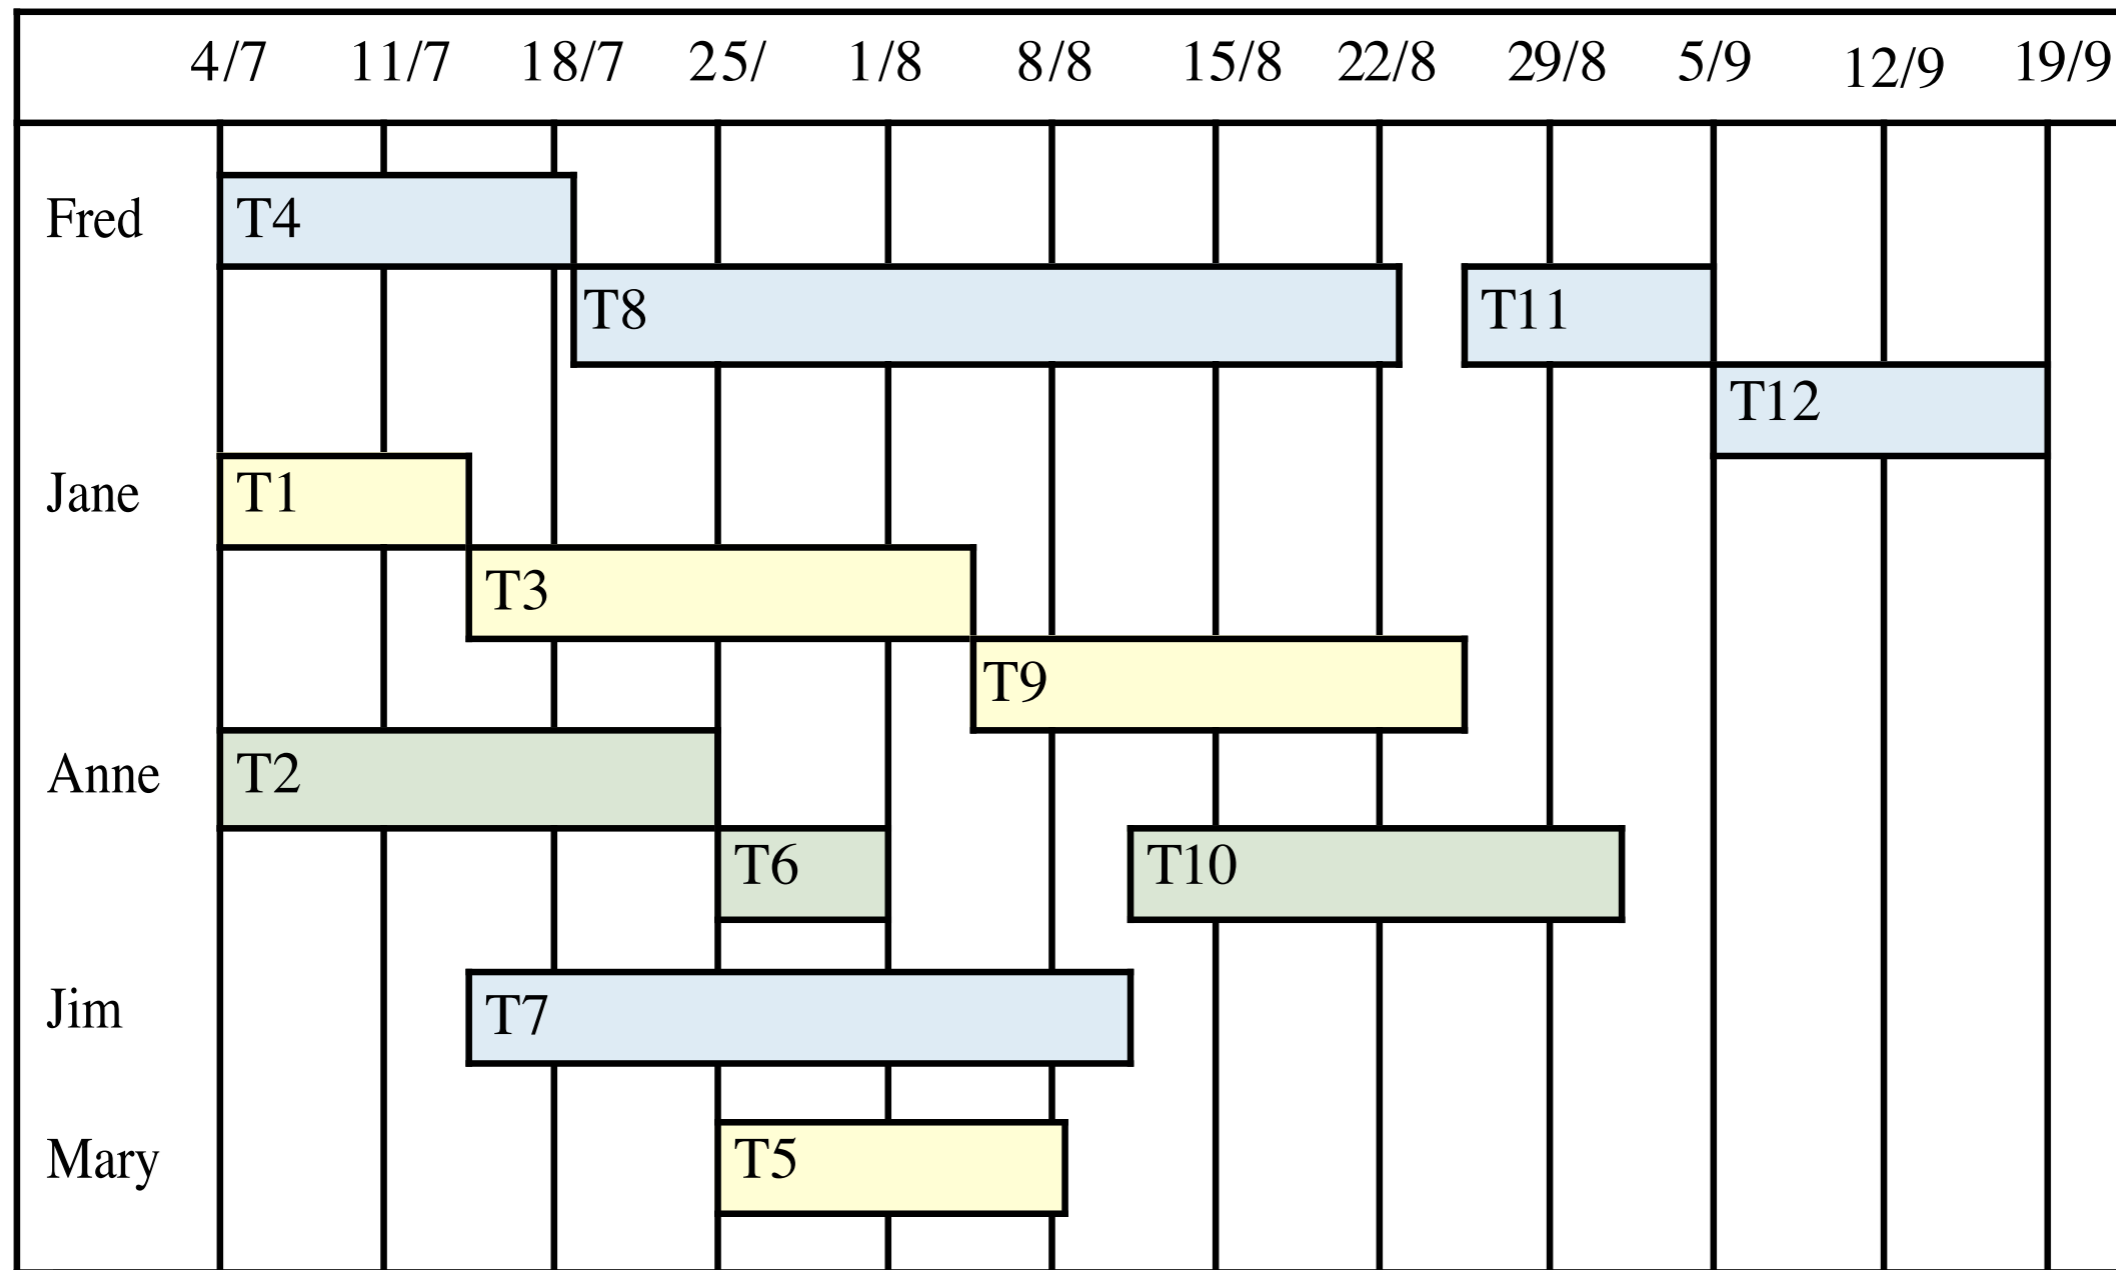 4/7 11/7 18/7 25/ 1/8 8/8 15/8 22/8 29/8 5/9 12/9 19/9
Fred T4
T8 T11
T12
Jane T1
T3
T9
Anne T2
T6 T10
Jim T7
Mary T5